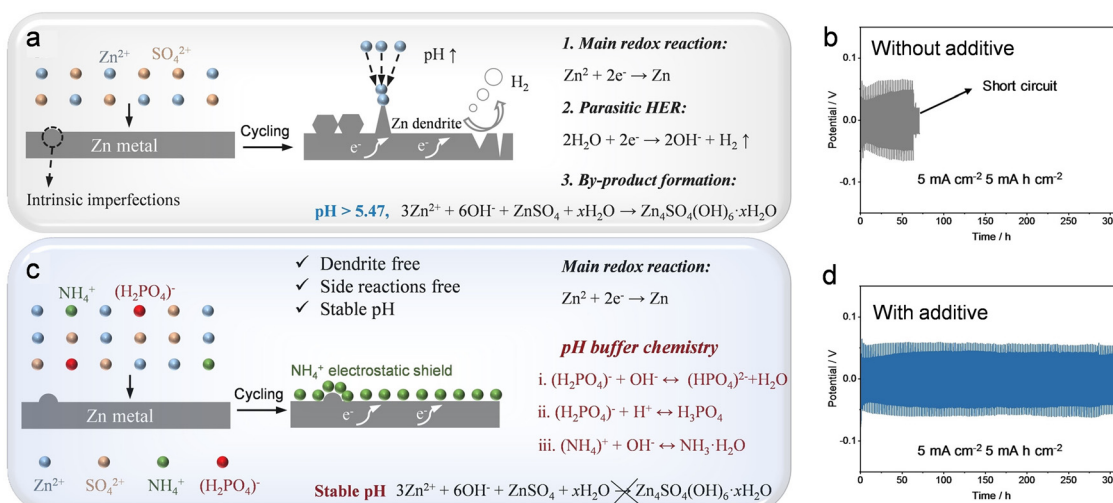 a
Zn²⁺ SO₄²⁺
Zn metal
Intrinsic imperfections
Cycling
pH ↑
H₂
Zn dendrite
e⁻ e⁻
1. Main redox reaction:
Zn² + 2e⁻ → Zn
2. Parasitic HER:
2H₂O + 2e⁻ → 2OH⁻ + H₂ ↑
3. By-product formation:
pH > 5.47, 3Zn²⁺ + 6OH⁻ + ZnSO₄ + xH₂O → Zn₄SO₄(OH)₆·xH₂O
b
Without additive
Short circuit
5 mA cm⁻² 5 mA h cm⁻²
Potential / V
0.1
0.0
-0.1
0 50 100 150 200 250 300
Time / h
c
NH₄⁺ (H₂PO₄)⁻
Zn metal
Cycling
✓ Dendrite free
✓ Side reactions free
✓ Stable pH
NH₄⁺ electrostatic shield
e⁻ e⁻
Main redox reaction:
Zn² + 2e⁻ → Zn
pH buffer chemistry
i. (H₂PO₄)⁻ + OH⁻ ↔ (HPO₄)²⁻+H₂O
ii. (H₂PO₄)⁻ + H⁺ ↔ H₃PO₄
iii. (NH₄)⁺ + OH⁻ ↔ NH₃·H₂O
Zn²⁺ SO₄²⁺ NH₄⁺ (H₂PO₄)⁻
Stable pH 3Zn²⁺ + 6OH⁻ + ZnSO₄ + xH₂O → Zn₄SO₄(OH)₆·xH₂O
d
With additive
5 mA cm⁻² 5 mA h cm⁻²
Potential / V
0.1
0.0
-0.1
0 50 100 150 200 250 300
Time / h